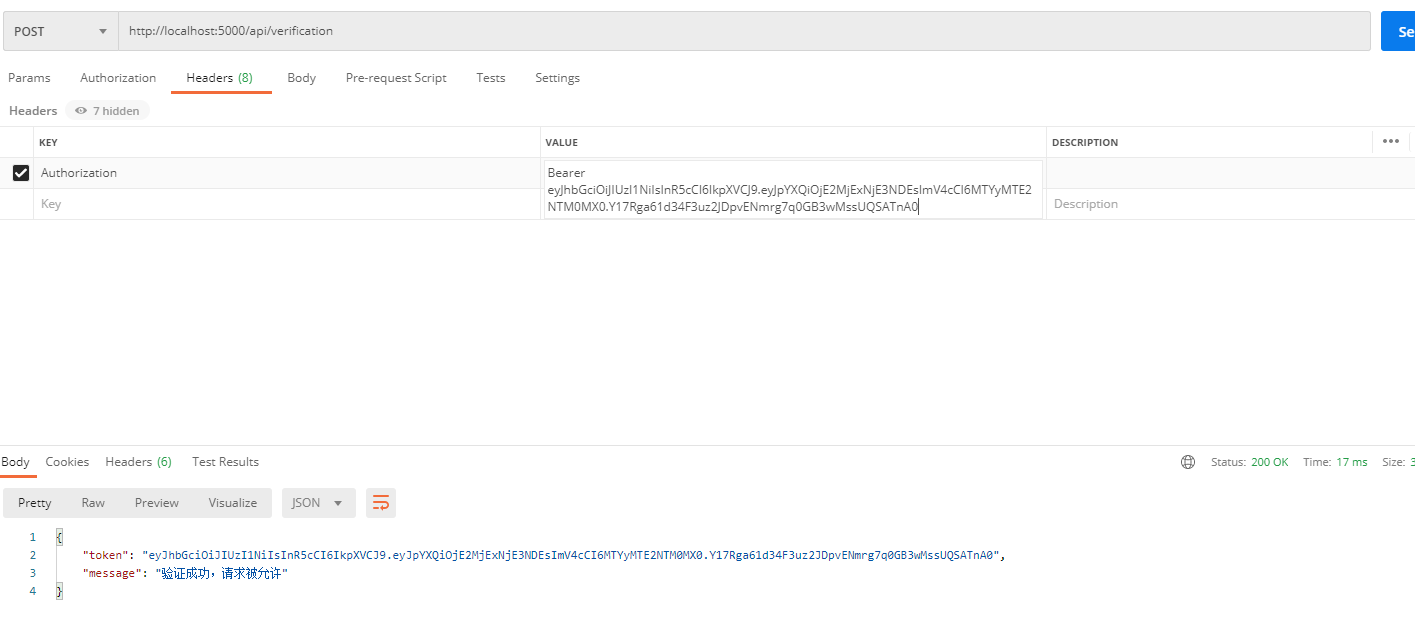 POST http://localhost:5000/api/verification Se
Params Authorization Headers (8) Body Pre-request Script Tests Settings
Headers 7 hidden
KEY VALUE DESCRIPTION
Authorization Bearer
eyJhbGciOiJIUzI1NiIsInR5cCI6IkpXVCJ9.eyJpYXQiOjE2MjExNjE3NDEsImV4cCI6MTYyMTE2
NTM0MX0.Y17Rga61d34F3uz2JDpvENmrg7q0GB3wMssUQSATnA0
Key Description
Body Cookies Headers (6) Test Results Status: 200 OK Time: 17 ms Size: 3
Pretty Raw Preview Visualize JSON
1 {
2 "token": "eyJhbGciOiJIUzI1NiIsInR5cCI6IkpXVCJ9.eyJpYXQiOjE2MjExNjE3NDEsImV4cCI6MTYyMTE2NTM0MX0.Y17Rga61d34F3uz2JDpvENmrg7q0GB3wMssUQSATnA0",
3 "message": "验证成功，请求被允许"
4 }